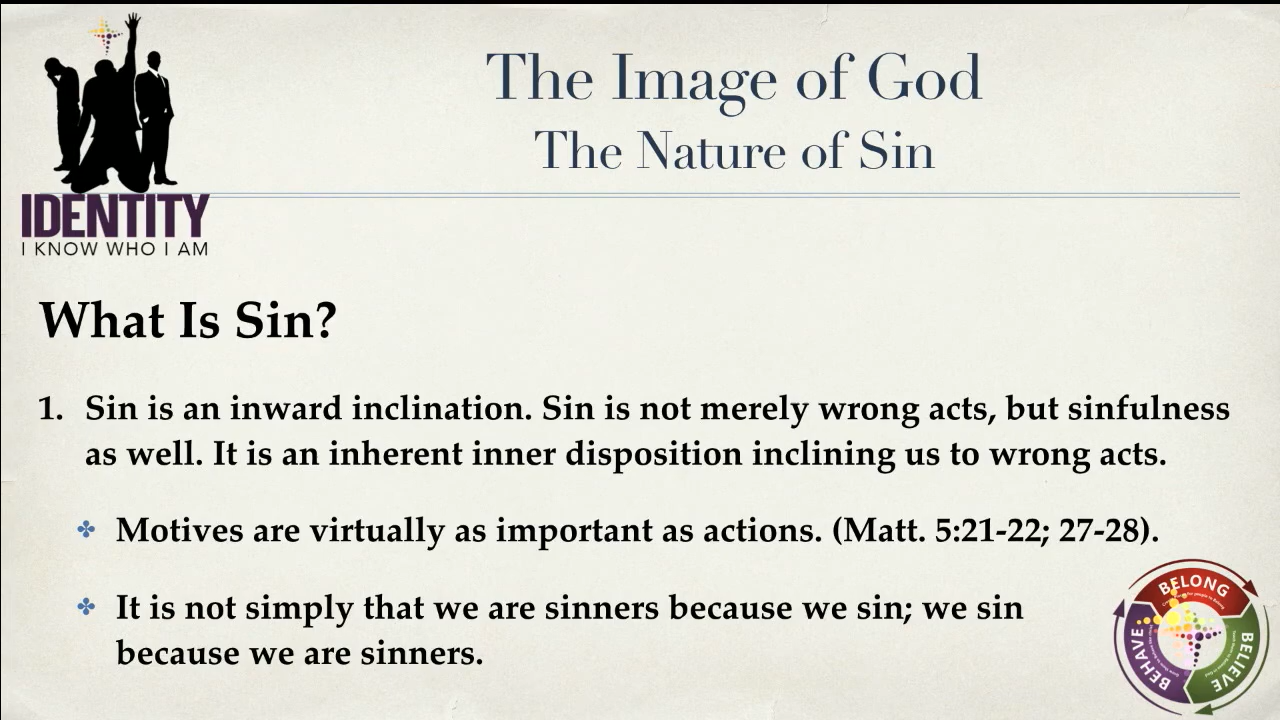 The Image of God
The Nature of Sin
IDENTITY
I KNOW WHO I AM
What Is Sin?
1. Sin is an inward inclination. Sin is not merely wrong acts, but sinfulness
as well. It is an inherent inner disposition inclining us to wrong acts.
✤ Motives are virtually as important as actions. (Matt. 5:21-22; 27-28).
✤ It is not simply that we are sinners because we sin; we sin
because we are sinners.
BELONG
BELIEVE
BEHAVE